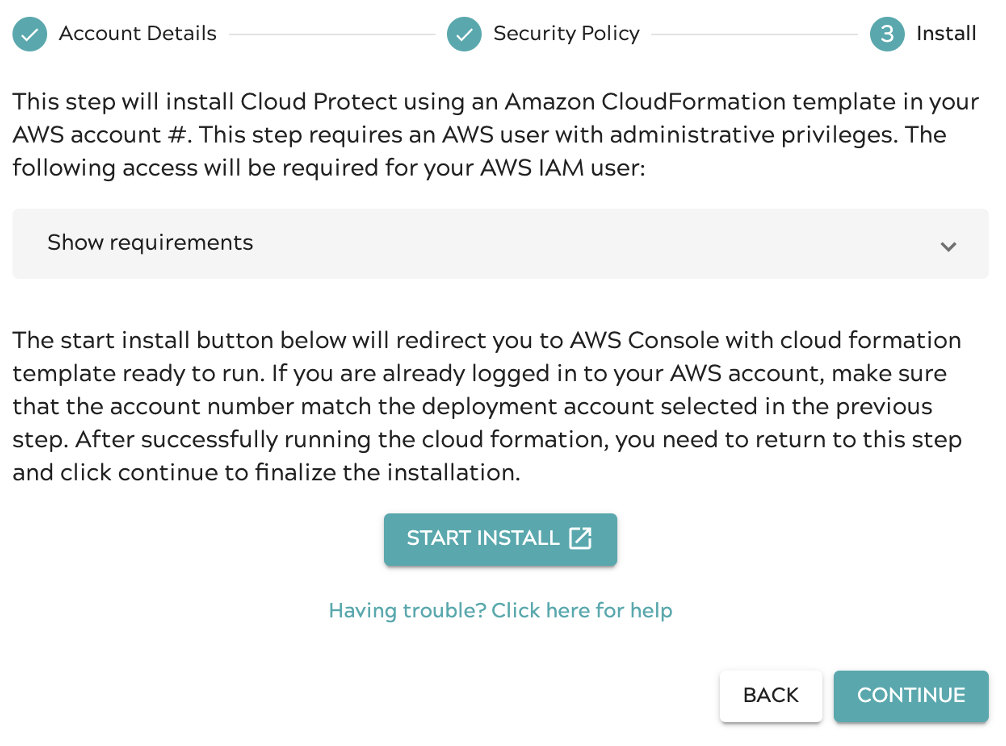 Account Details
Security Policy
3 Install
This step will install Cloud Protect using an Amazon CloudFormation template in your
AWS account #. This step requires an AWS user with administrative privileges. The
following access will be required for your AWS IAM user:
Show requirements
The start install button below will redirect you to AWS Console with cloud formation
template ready to run. If you are already logged in to your AWS account, make sure
that the account number match the deployment account selected in the previous
step. After successfully running the cloud formation, you need to return to this step
and click continue to finalize the installation.
START INSTALL
Having trouble? Click here for help
BACK
CONTINUE